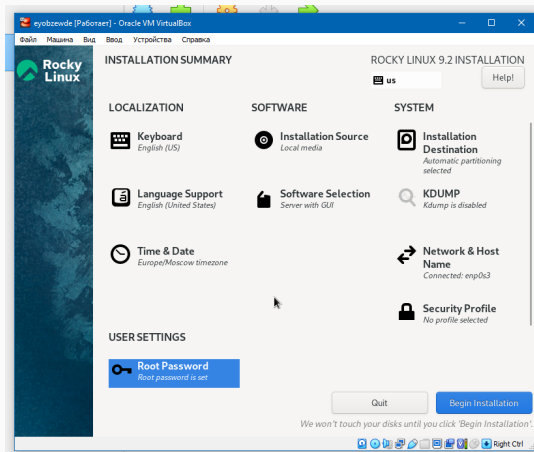 eyobzewde [Работает] - Oracle VM VirtualBox
Файл Машина Вид Ввод Устройства Справка
Rocky
Linux
INSTALLATION SUMMARY
ROCKY LINUX 9.2 INSTALLATION
us
Help!
LOCALIZATION
SOFTWARE
SYSTEM
Keyboard
English (US)
Installation Source
Local media
Installation
Destination
Automatic partitioning
selected
Language Support
English (United States)
Software Selection
Server with GUI
KDUMP
Kdump is disabled
Time & Date
Europe/Moscow timezone
Network & Host
Name
Connected: enp0s3
Security Profile
No profile selected
USER SETTINGS
Root Password
Root password is set
Quit
Begin Installation
We won't touch your disks until you click 'Begin Installation'.
Right Ctrl